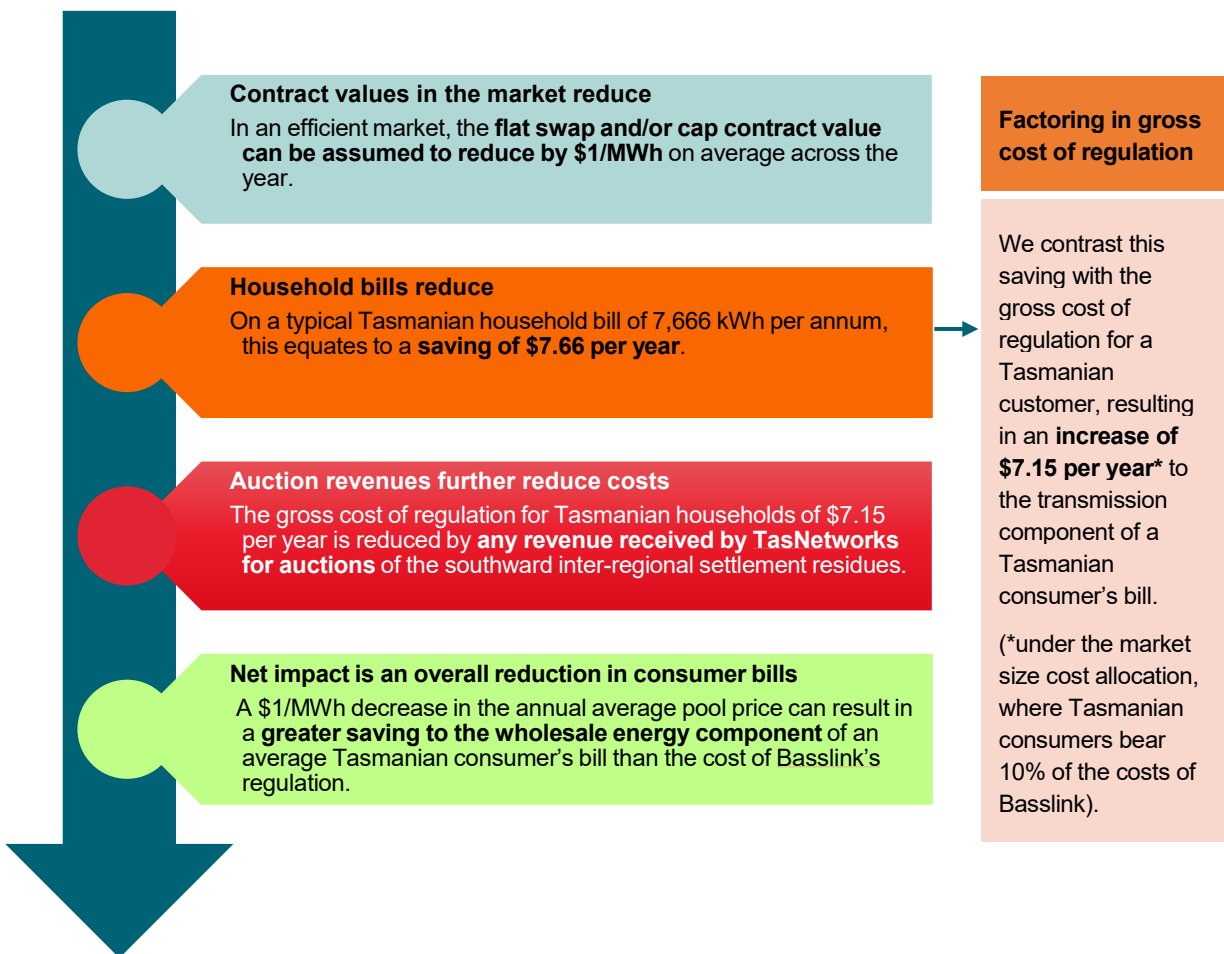 Contract values in the market reduce
In an efficient market, the flat swap and/or cap contract value
can be assumed to reduce by $1/MWh on average across the
year.
Household bills reduce
On a typical Tasmanian household bill of 7,666 kWh per annum,
this equates to a saving of $7.66 per year.
Auction revenues further reduce costs
The gross cost of regulation for Tasmanian households of $7.15
per year is reduced by any revenue received by TasNetworks
for auctions of the southward inter-regional settlement residues.
Net impact is an overall reduction in consumer bills
A $1/MWh decrease in the annual average pool price can result in
a greater saving to the wholesale energy component of an
average Tasmanian consumer’s bill than the cost of Basslink’s
regulation.
Factoring in gross
cost of regulation
We contrast this
saving with the
gross cost of
regulation for a
Tasmanian
customer, resulting
in an increase of
$7.15 per year* to
the transmission
component of a
Tasmanian
consumer’s bill.
(*under the market
size cost allocation,
where Tasmanian
consumers bear
10% of the costs of
Basslink).